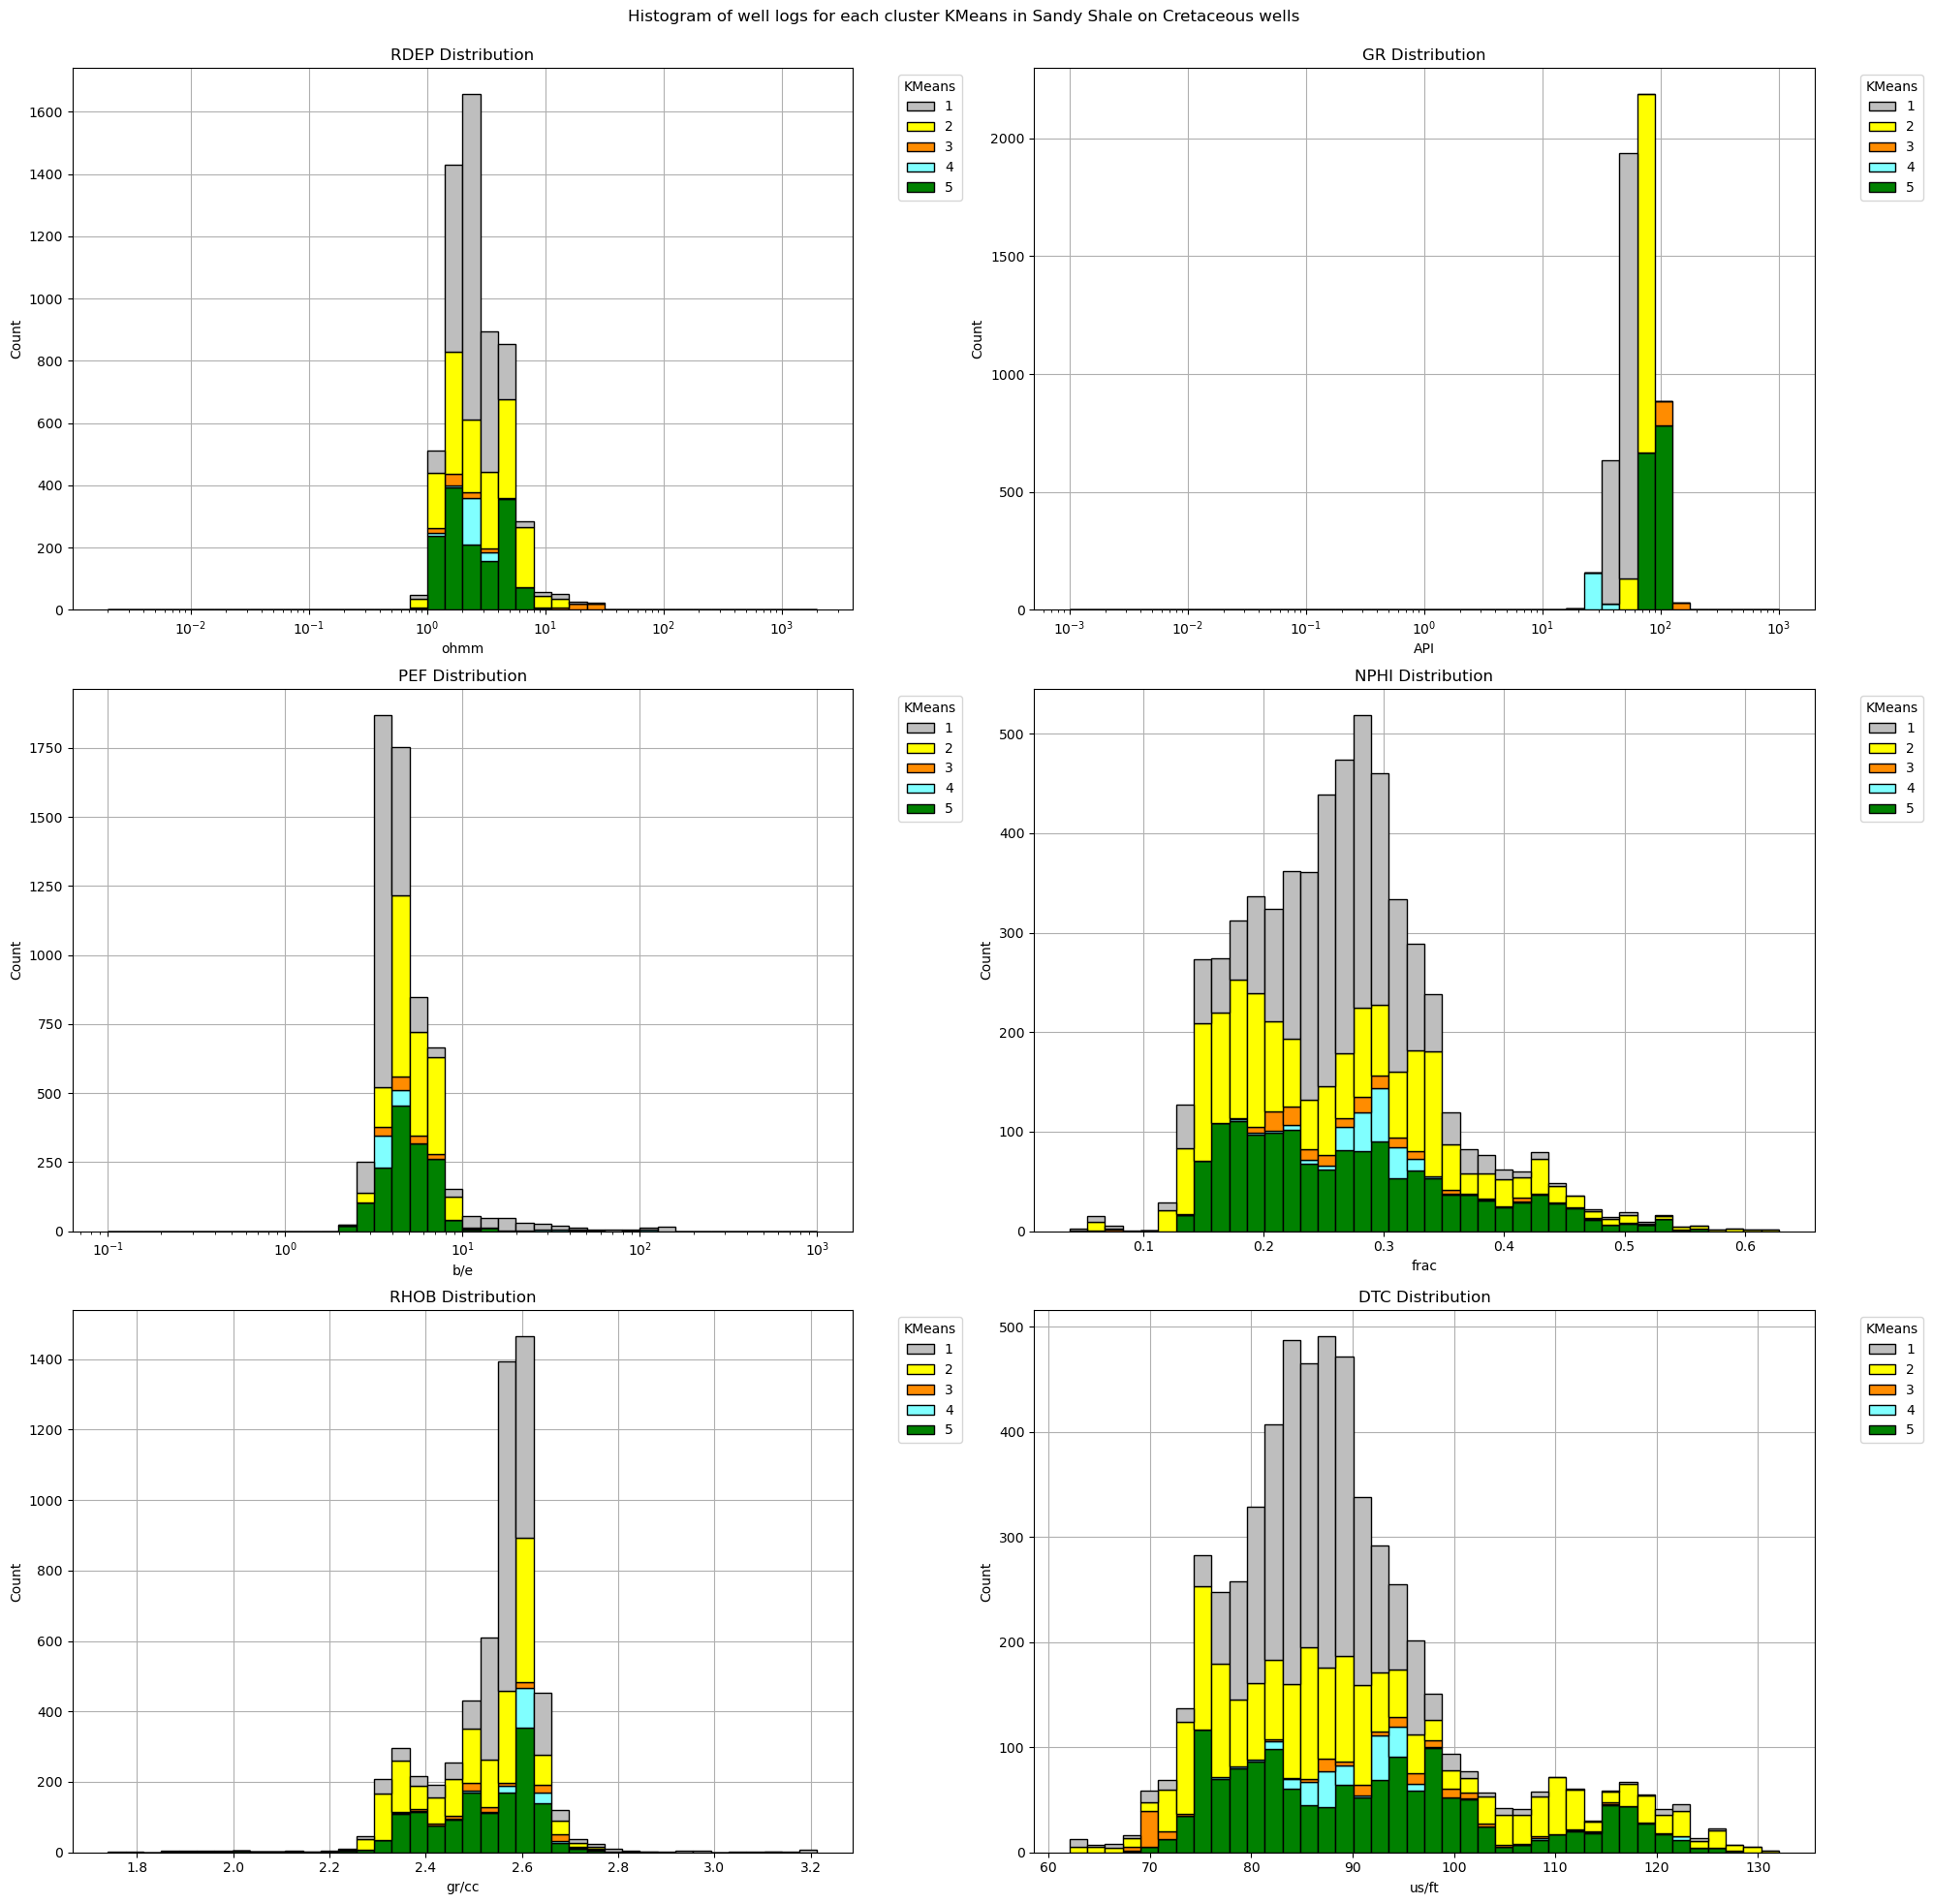 Histogram of well logs for each cluster KMeans in Sandy Shale on Cretaceous wells
RDEP Distribution
Count
1600
1400
1200
1000
800
600
400
200
0
10⁻² 10⁻¹ 10⁰ 10¹ 10² 10³
ohmm
KMeans
1
2
3
4
5
GR Distribution
Count
2000
1500
1000
500
0
10⁻³ 10⁻² 10⁻¹ 10⁰ 10¹ 10² 10³
API
KMeans
1
2
3
4
5
PEF Distribution
Count
1750
1500
1250
1000
750
500
250
0
10⁻¹ 10⁰ 10¹ 10² 10³
b/e
KMeans
1
2
3
4
5
NPHI Distribution
Count
500
400
300
200
100
0
0.1 0.2 0.3 0.4 0.5 0.6
frac
KMeans
1
2
3
4
5
RHOB Distribution
Count
1400
1200
1000
800
600
400
200
0
1.8 2.0 2.2 2.4 2.6 2.8 3.0 3.2
gr/cc
KMeans
1
2
3
4
5
DTC Distribution
Count
500
400
300
200
100
0
60 70 80 90 100 110 120 130
us/ft
KMeans
1
2
3
4
5